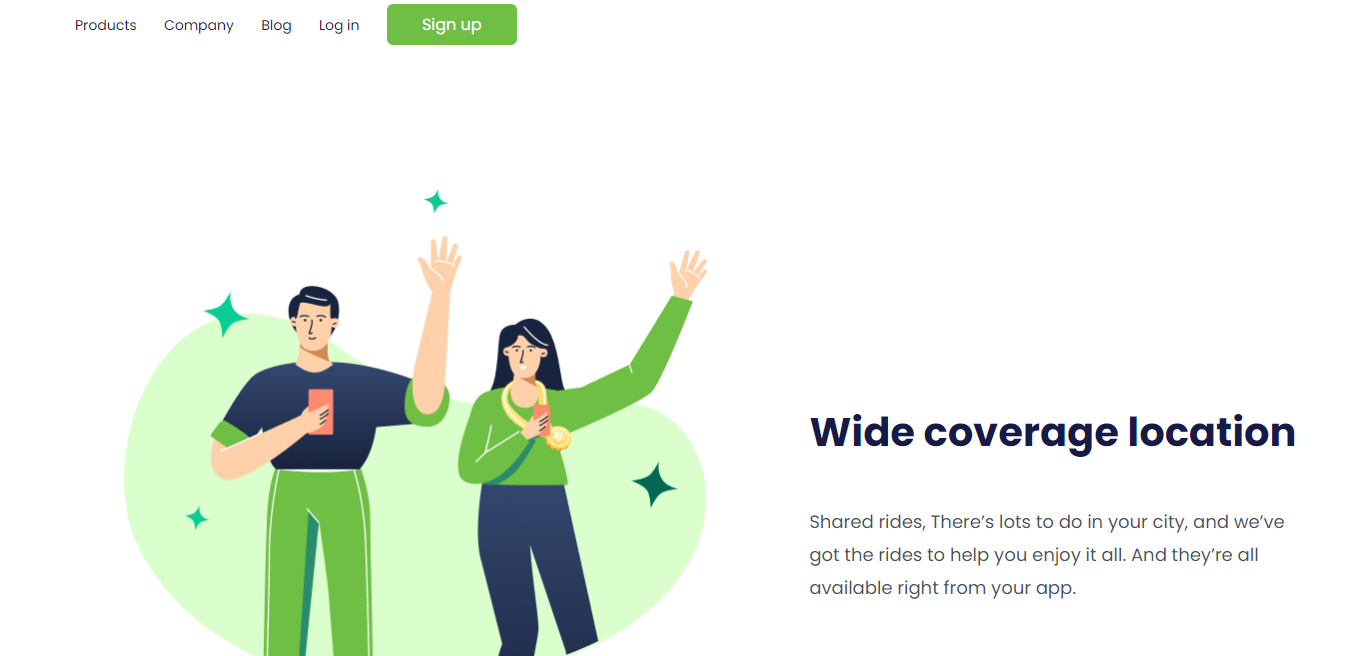 Products Company Blog Log in Sign up
Wide coverage location
Shared rides, There’s lots to do in your city, and we’ve
got the rides to help you enjoy it all. And they’re all
available right from your app.